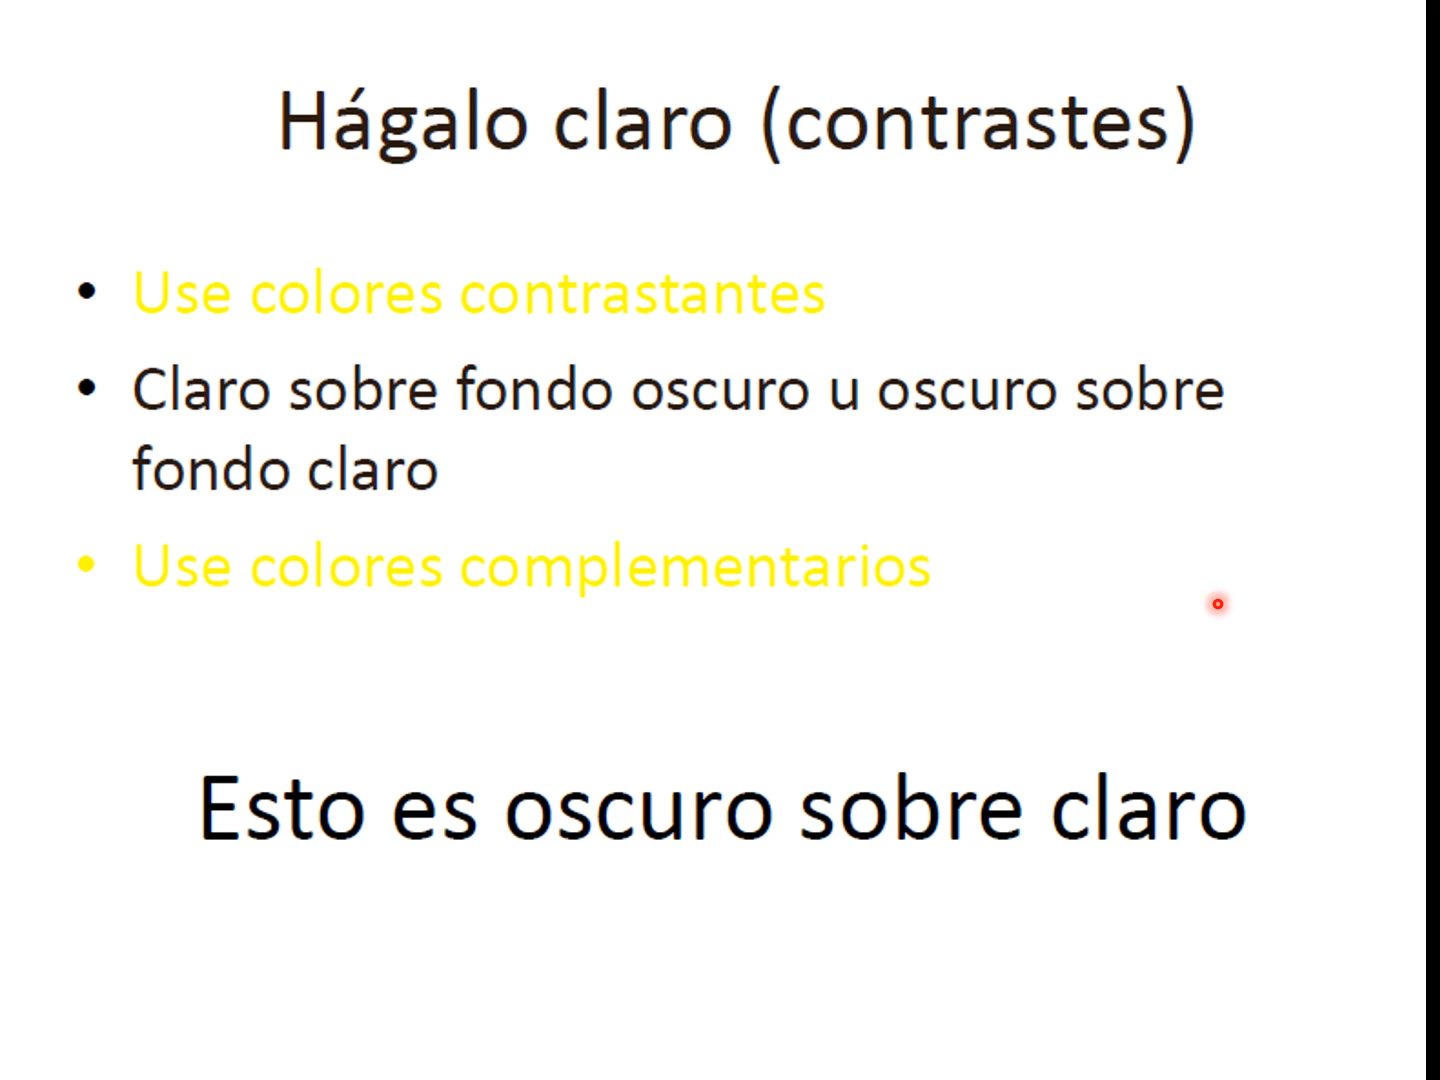 Hágalo claro (contrastes)
• Use colores contrastantes
• Claro sobre fondo oscuro u oscuro sobre
fondo claro
• Use colores complementarios
Esto es oscuro sobre claro